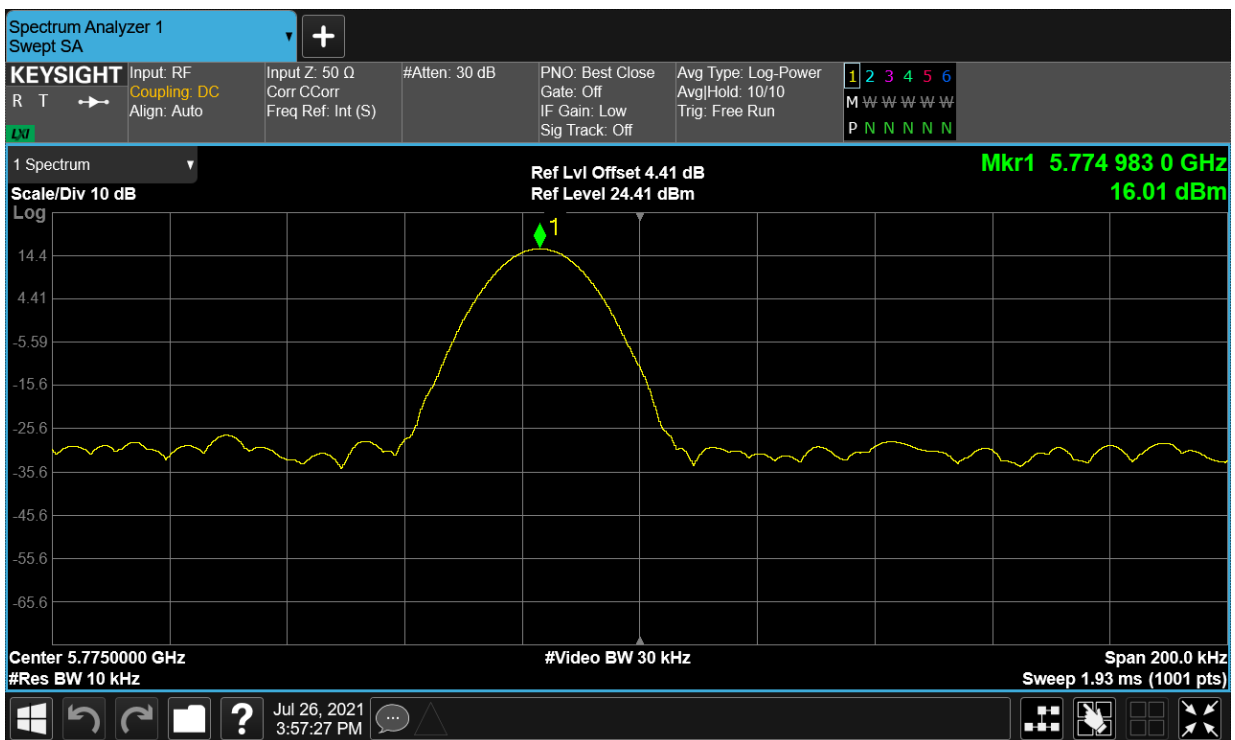 Spectrum Analyzer 1
Swept SA
+
KEYSIGHT
R T
LXI
Input: RF
Coupling: DC
Align: Auto
Input Z: 50 Ω
Corr CCorr
Freq Ref: Int (S)
#Atten: 30 dB
PNO: Best Close
Gate: Off
IF Gain: Low
Sig Track: Off
Avg Type: Log-Power
Avg|Hold: 10/10
Trig: Free Run
1 2 3 4 5 6
M W W W W W
P N N N N N
1 Spectrum
Scale/Div 10 dB
Ref Lvl Offset 4.41 dB
Ref Level 24.41 dBm
Mkr1 5.774 983 0 GHz
16.01 dBm
Log
1
14.4
4.41
-5.59
-15.6
-25.6
-35.6
-45.6
-55.6
-65.6
Center 5.7750000 GHz
#Res BW 10 kHz
#Video BW 30 kHz
Span 200.0 kHz
Sweep 1.93 ms (1001 pts)
?
Jul 26, 2021
3:57:27 PM